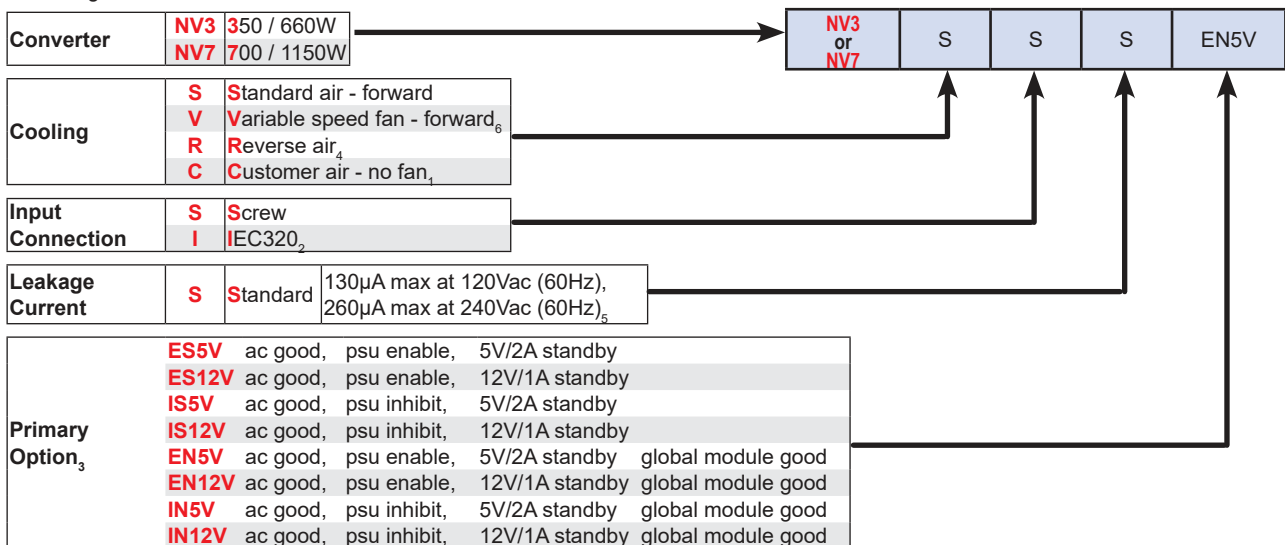 Converter NV3 350 / 660W
NV7 700 / 1150W
NV3 or NV7 S S S EN5V
Cooling
S Standard air - forward
V Variable speed fan - forward6
R Reverse air4
C Customer air - no fan1
Input Connection
S Screw
I IEC3202
Leakage Current
S Standard 130µA max at 120Vac (60Hz),
260µA max at 240Vac (60Hz)5
Primary Option3
ES5V ac good, psu enable, 5V/2A standby
ES12V ac good, psu enable, 12V/1A standby
IS5V ac good, psu inhibit, 5V/2A standby
IS12V ac good, psu inhibit, 12V/1A standby
EN5V ac good, psu enable, 5V/2A standby global module good
EN12V ac good, psu enable, 12V/1A standby global module good
IN5V ac good, psu inhibit, 5V/2A standby global module good
IN12V ac good, psu inhibit, 12V/1A standby global module good